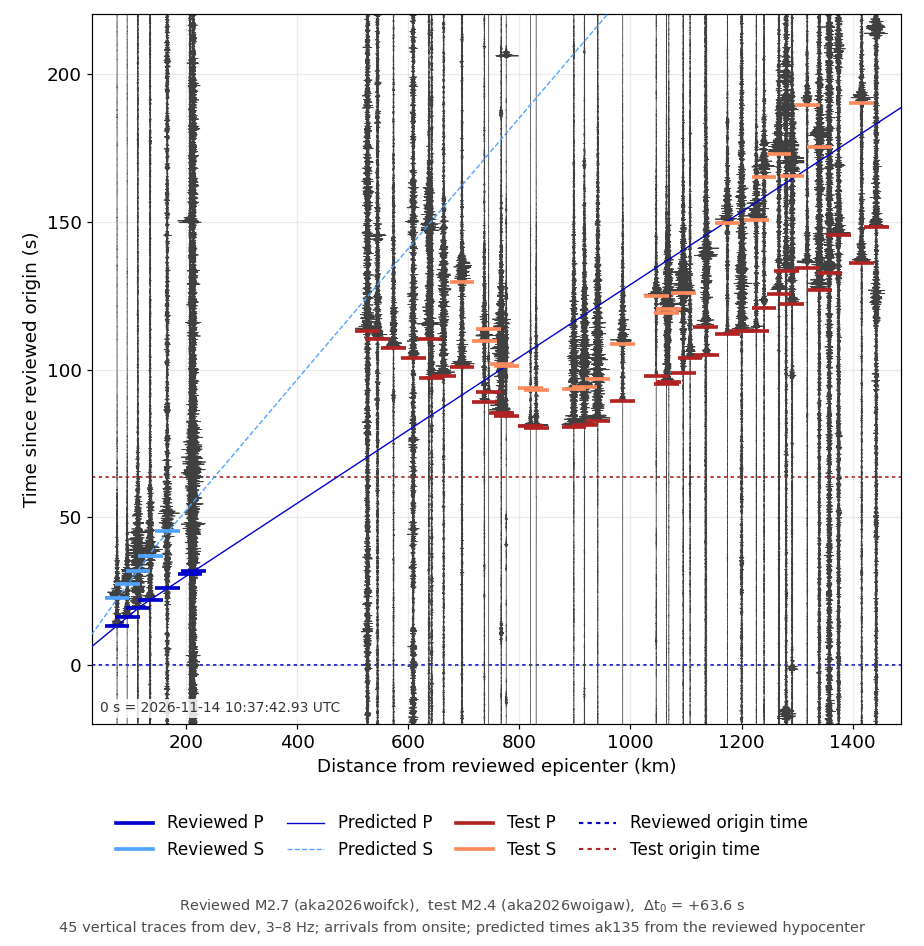 200
150
100
50
0
Time since reviewed origin (s)
0 s = 2026-11-14 10:37:42.93 UTC
200 400 600 800 1000 1200 1400
Distance from reviewed epicenter (km)
Reviewed P Predicted P Test P Reviewed origin time
Reviewed S Predicted S Test S Test origin time
Reviewed M2.7 (aka2026woifck), test M2.4 (aka2026woigaw), Δt₀ = +63.6 s
45 vertical traces from dev, 3–8 Hz; arrivals from onsite; predicted times ak135 from the reviewed hypocenter